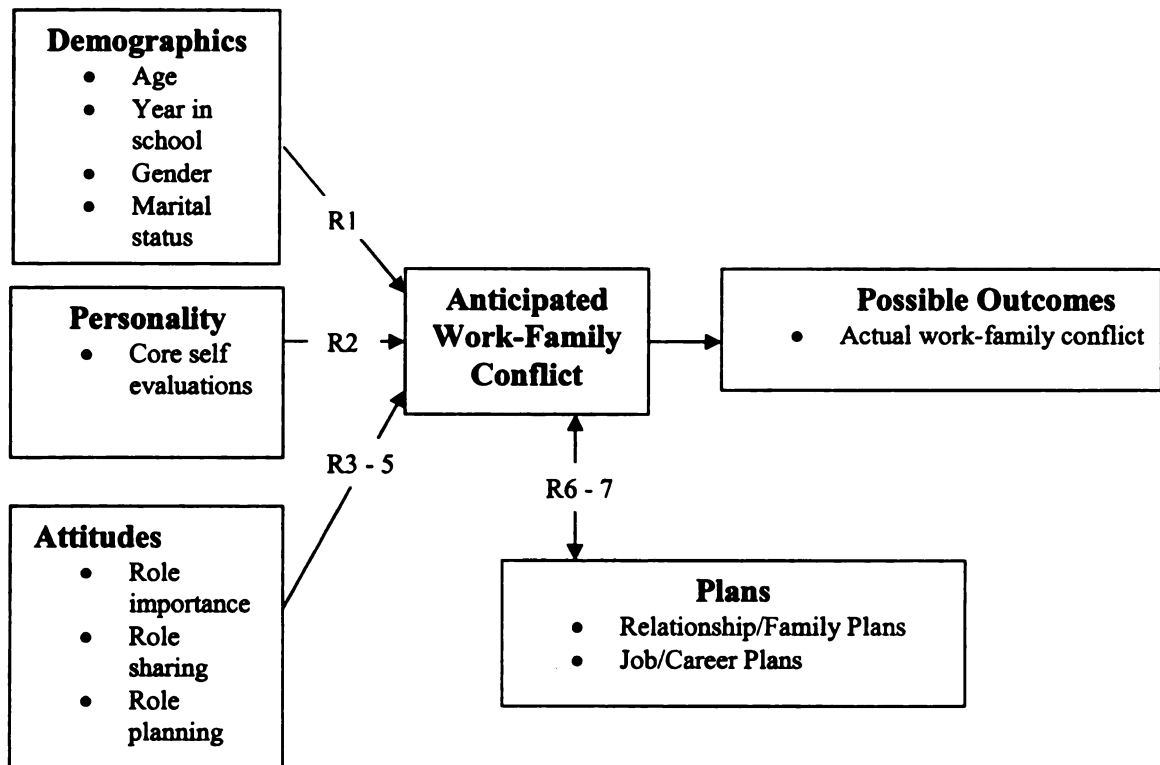 Demographics
• Age
• Year in
school
• Gender
• Marital
status
R1
Personality
• Core self
evaluations
R2
Anticipated
Work-Family
Conflict
Possible Outcomes
• Actual work-family conflict
R3 - 5
R6 - 7
Attitudes
• Role
importance
• Role
sharing
• Role
planning
Plans
• Relationship/Family Plans
• Job/Career Plans